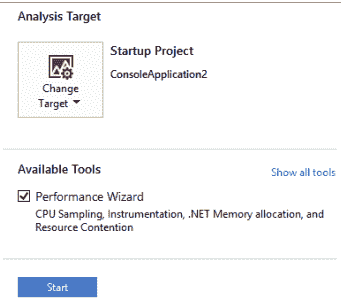 Analysis Target
Startup Project
ConsoleApplication2
Change
Target
Available Tools
Show all tools
Performance Wizard
CPU Sampling, Instrumentation, .NET Memory allocation, and
Resource Contention
Start